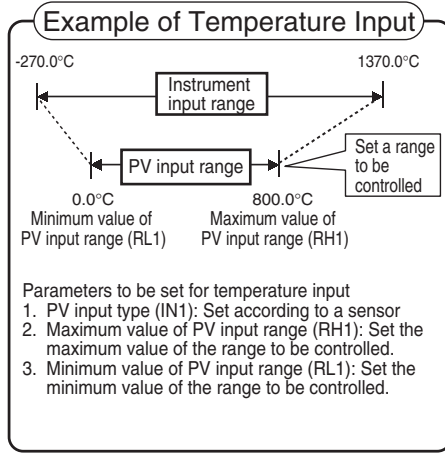 Example of Temperature Input
-270.0°C 1370.0°C
Instrument
input range
PV input range
Set a range
to be
controlled
0.0°C 800.0°C
Minimum value of
PV input range (RL1)
Maximum value of
PV input range (RH1)
Parameters to be set for temperature input
1. PV input type (IN1): Set according to a sensor
2. Maximum value of PV input range (RH1): Set the
maximum value of the range to be controlled.
3. Minimum value of PV input range (RL1): Set the
minimum value of the range to be controlled.